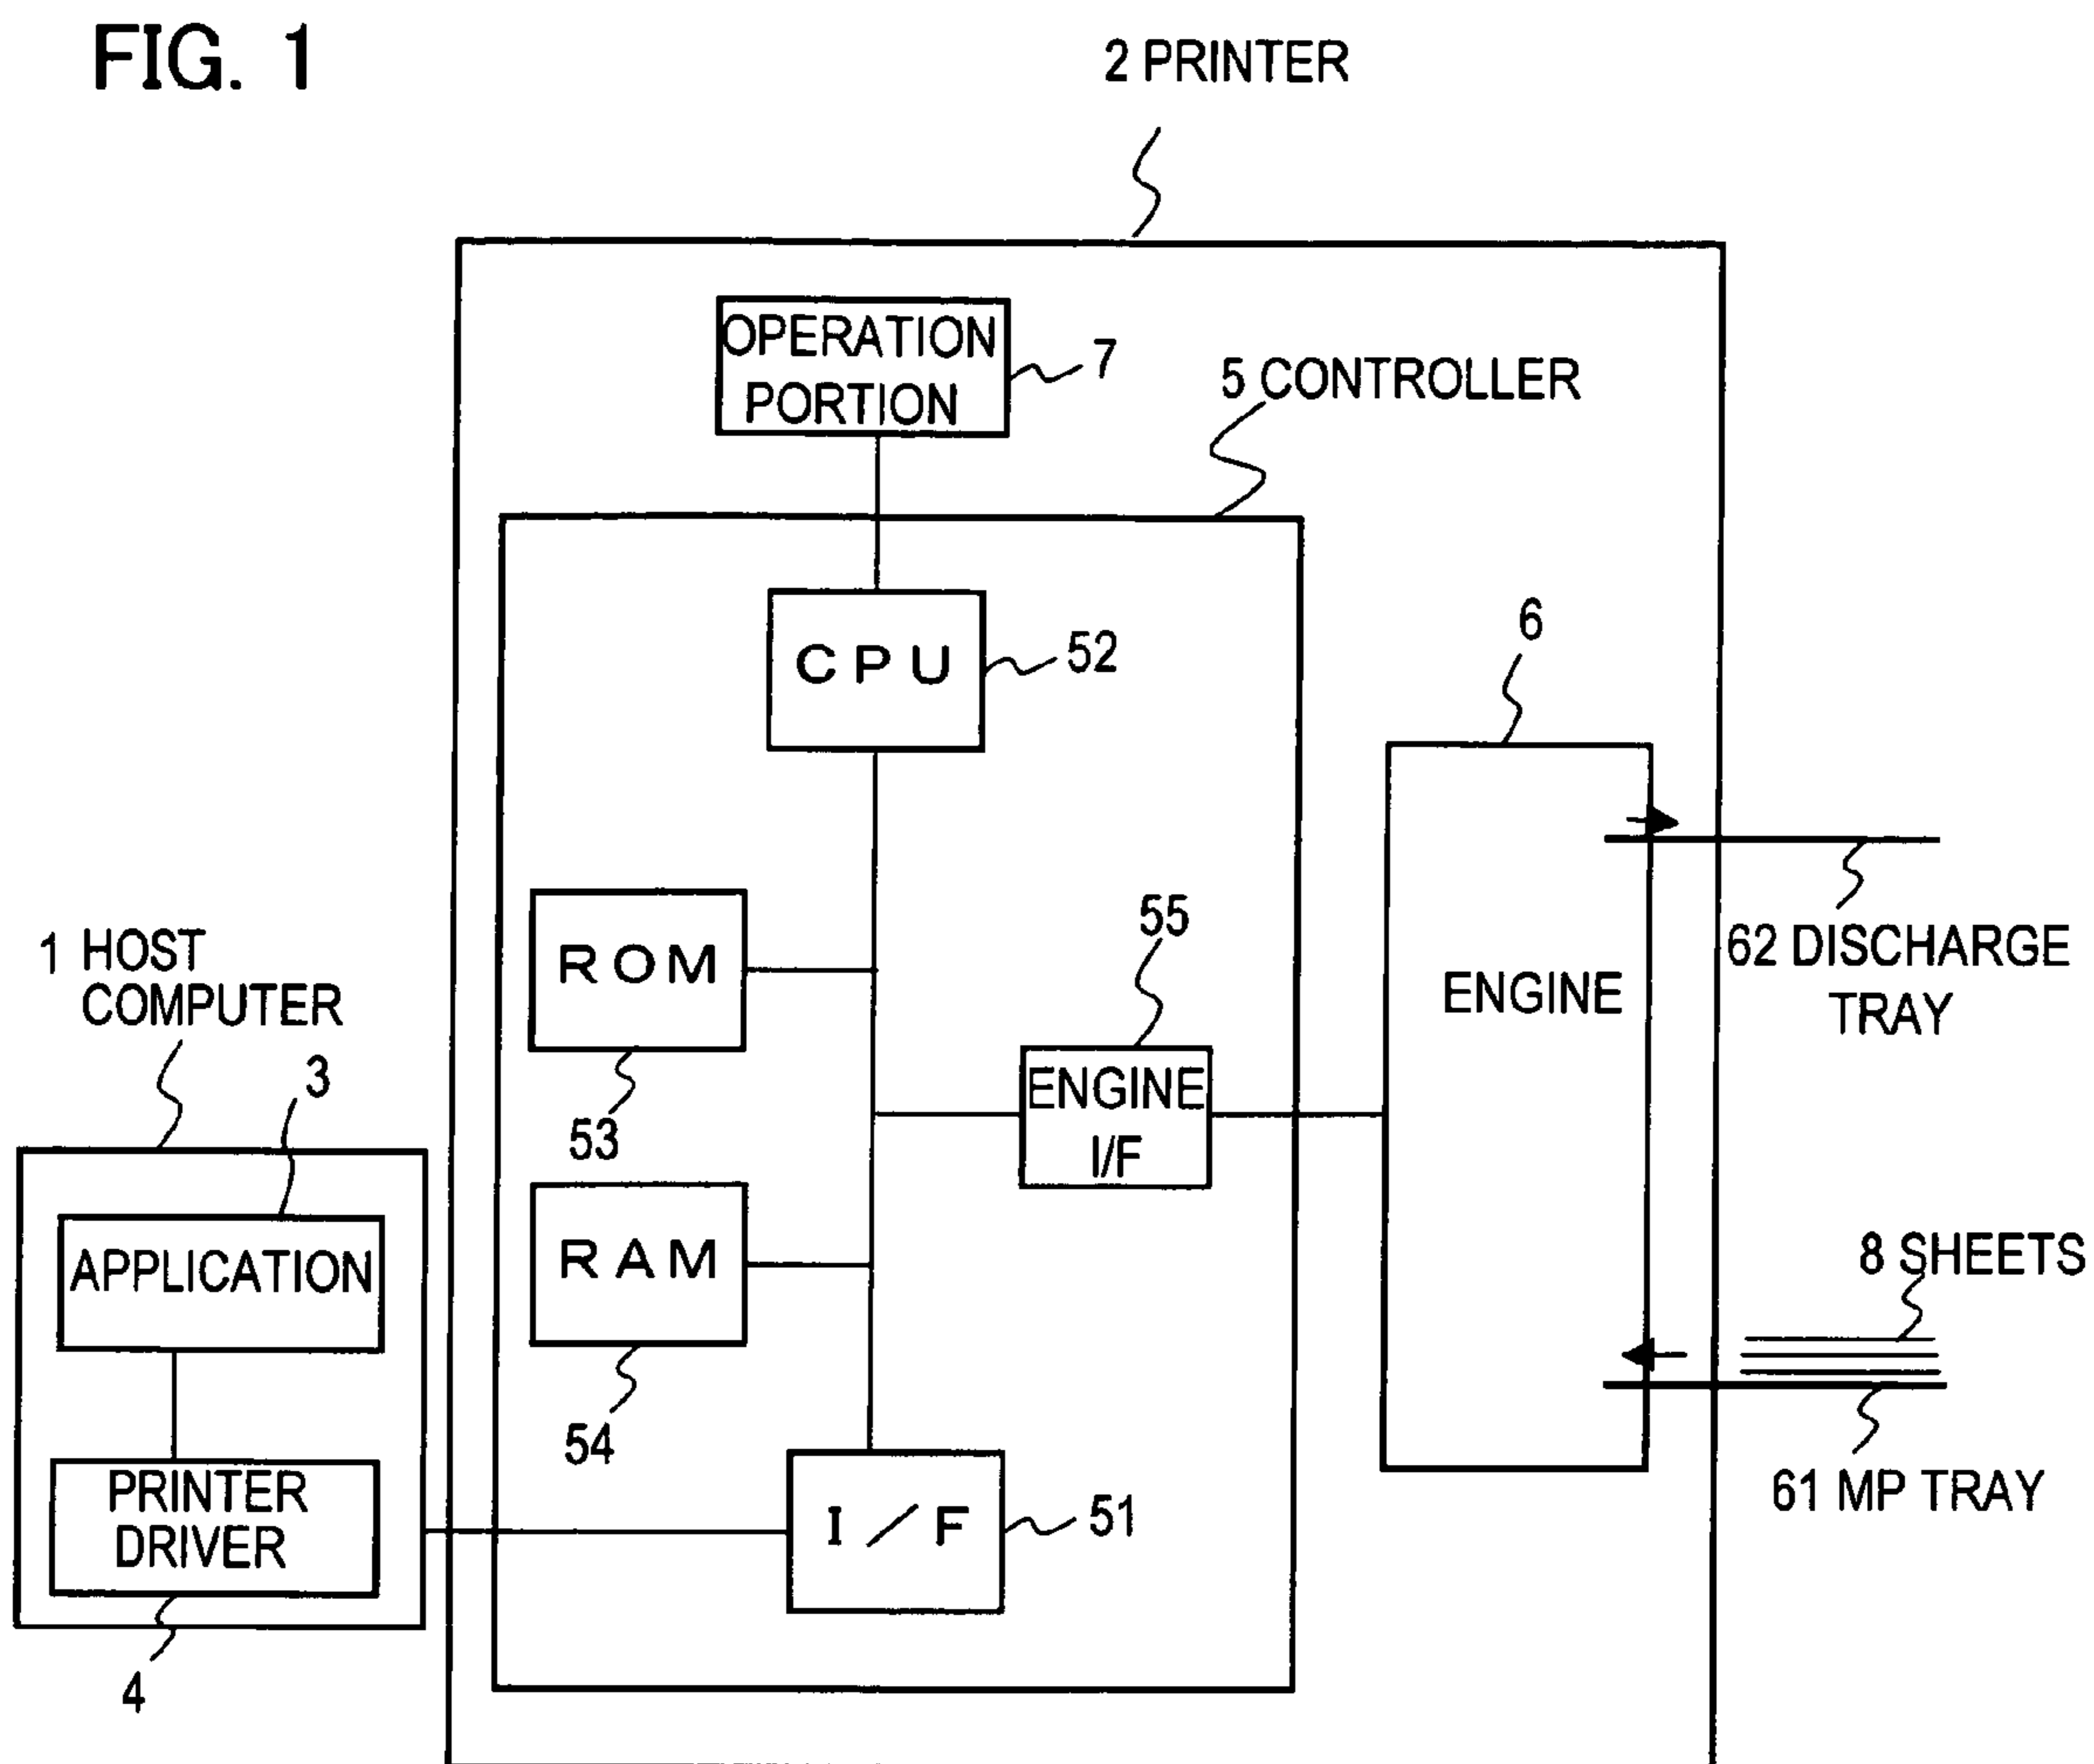 FIG. 1
2 PRINTER
OPERATION
PORTION
7
5 CONTROLLER
CPU
52
6
ROM
53
55
ENGINE
I/F
ENGINE
62 DISCHARGE
TRAY
1 HOST
COMPUTER
3
APPLICATION
RAM
54
8 SHEETS
61 MP TRAY
PRINTER
DRIVER
4
I/F
51